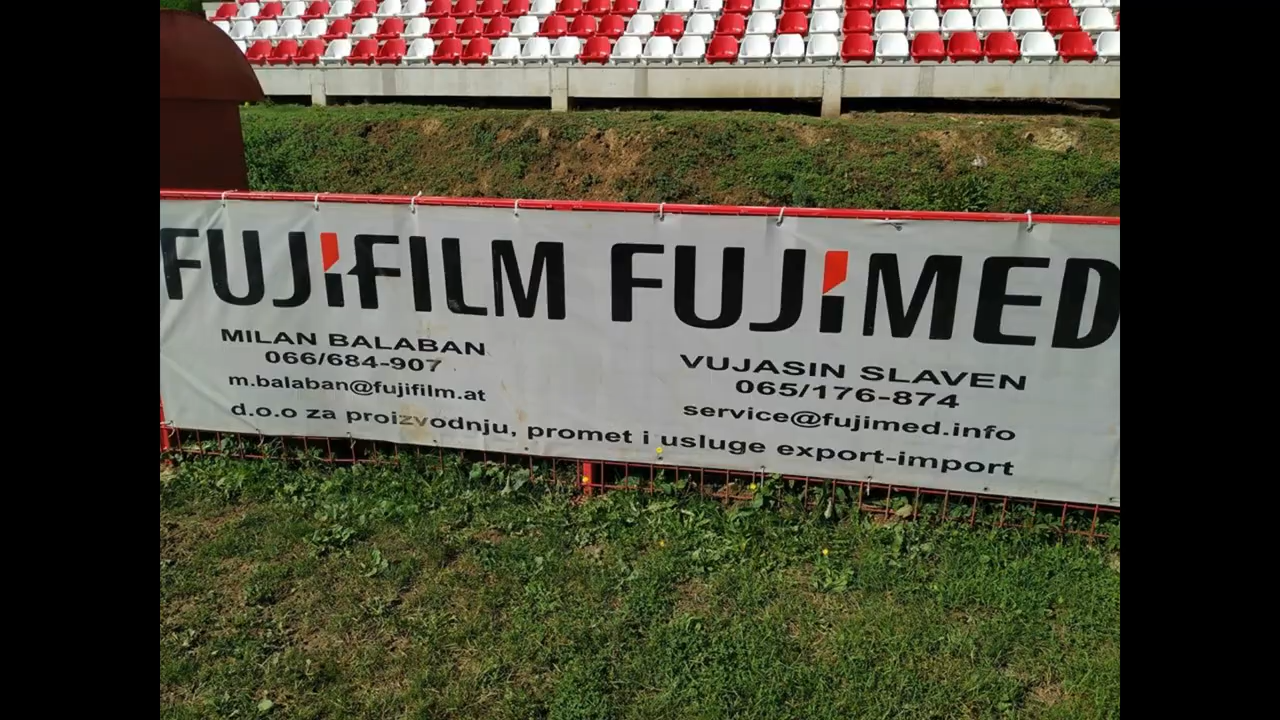 FUJIFILM FUJIMED
MILAN BALABAN
066/684-907
m.balaban@fujifilm.at
VUJASIN SLAVEN
065/176-874
service@fujimed.info
d.o.o za proizvodnju, promet i usluge export-import